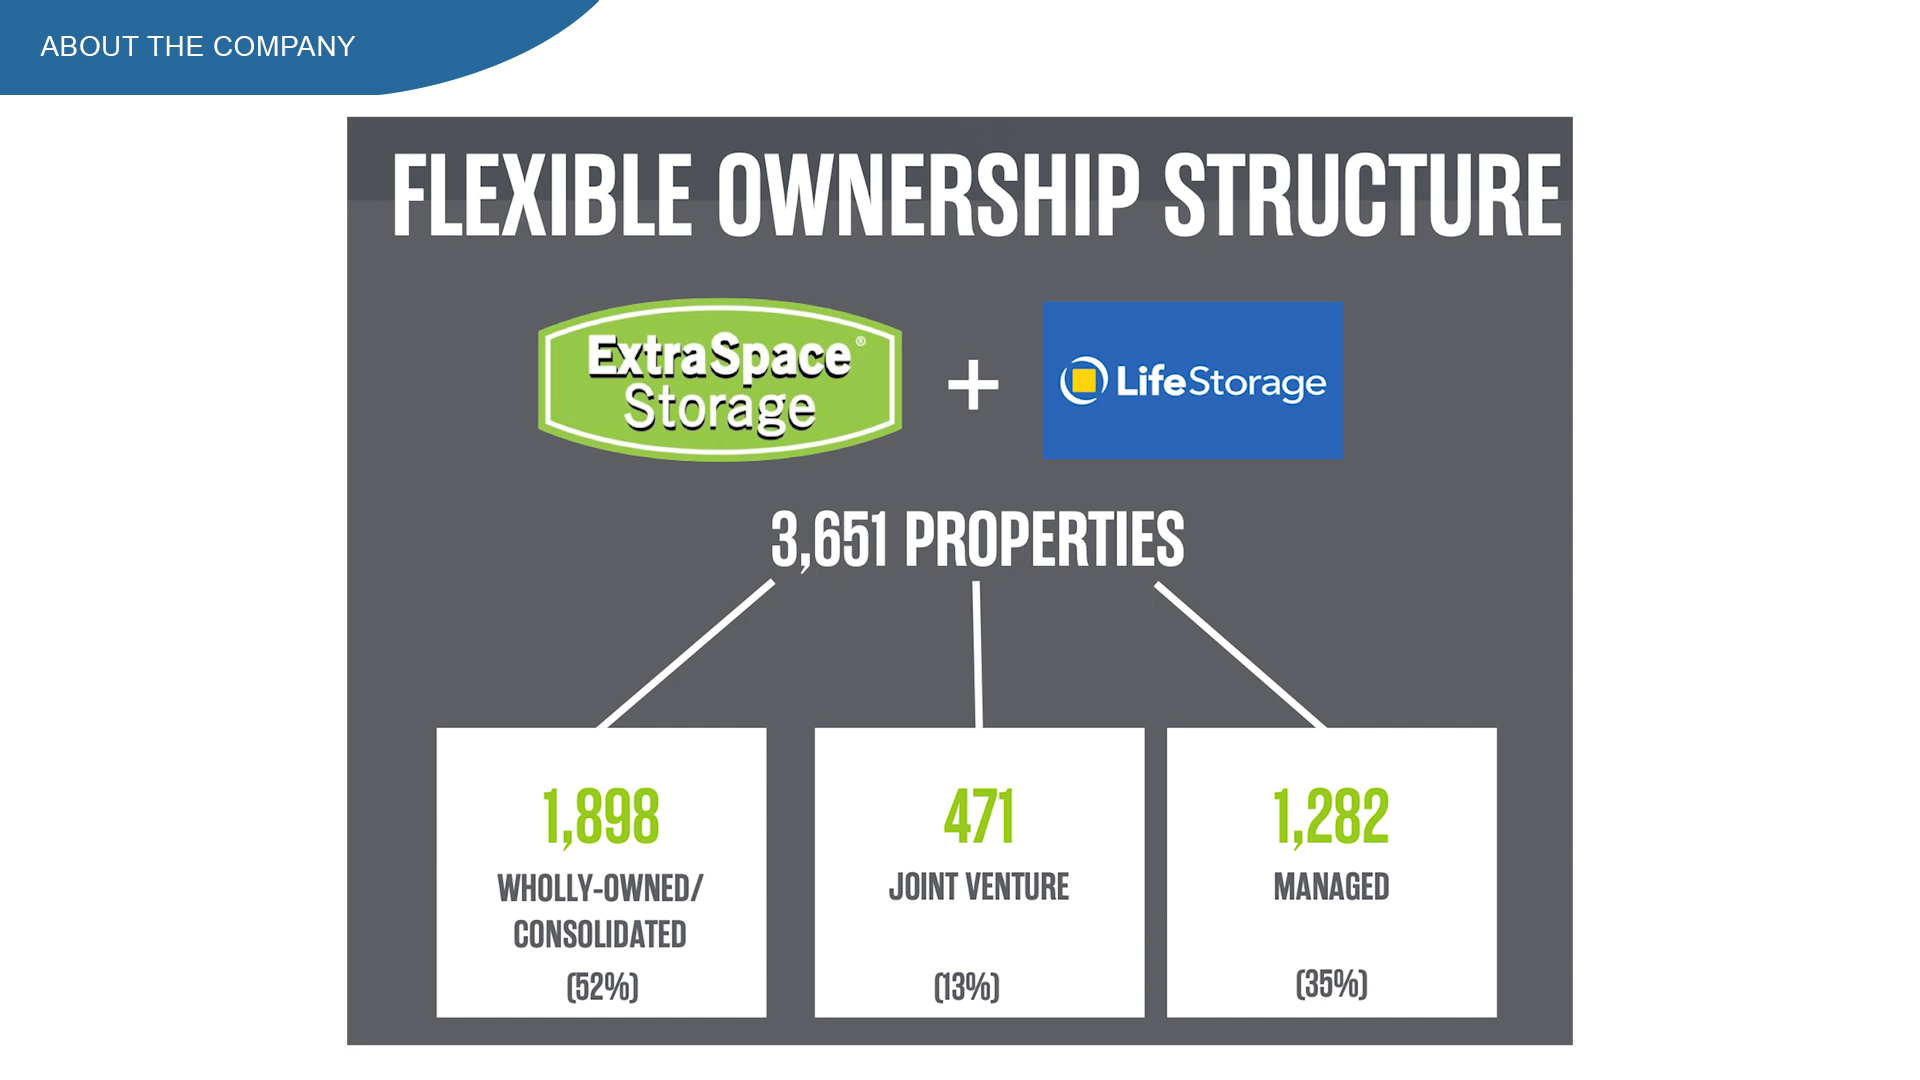 ABOUT THE COMPANY
FLEXIBLE OWNERSHIP STRUCTURE
ExtraSpace®
Storage
+
LifeStorage
3,651 PROPERTIES
1,898
WHOLLY-OWNED/
CONSOLIDATED
(52%)
471
JOINT VENTURE
(13%)
1,282
MANAGED
(35%)